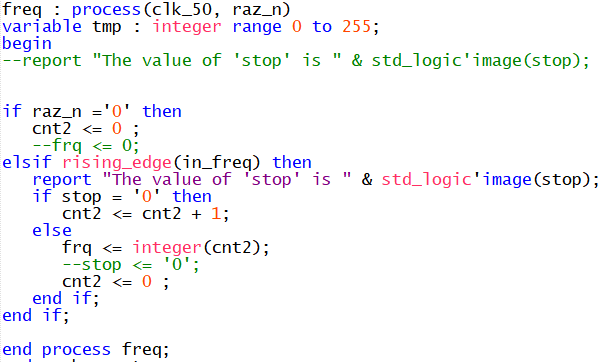 freq : process(clk_50, raz_n)
variable tmp : integer range 0 to 255;
begin
--report "The value of 'stop' is " & std_logic'image(stop);
if raz_n ='0' then
cnt2 <= 0 ;
--frq <= 0;
elsif rising_edge(in_freq) then
report "The value of 'stop' is " & std_logic'image(stop);
if stop = '0' then
cnt2 <= cnt2 + 1;
else
frq <= integer(cnt2);
--stop <= '0';
cnt2 <= 0 ;
end if;
end if;
end process freq;